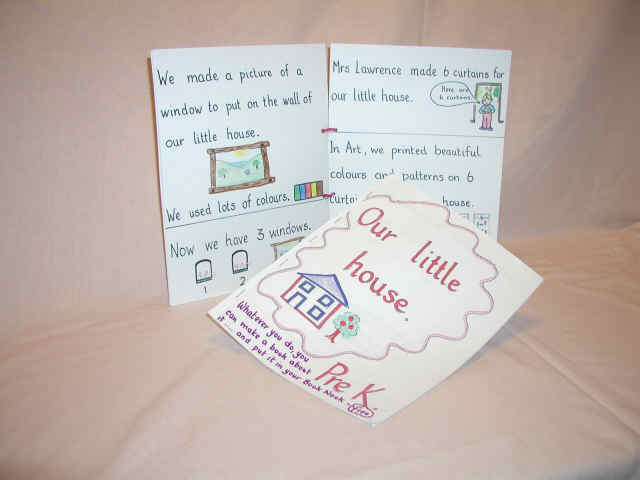 We made a picture of a
window to put on the wall of
our little house.
We used lots of colours.
Now we have 3 windows.
1 2
Mrs Lawrence made 6 curtains for
our little house.
Here are
6 curtains
In Art, we printed beautiful
colours and patterns on 6
house.
Our little
house.
Pre K.
Whatever you do, you
can make a book about
it .... and put it in your Book Nook